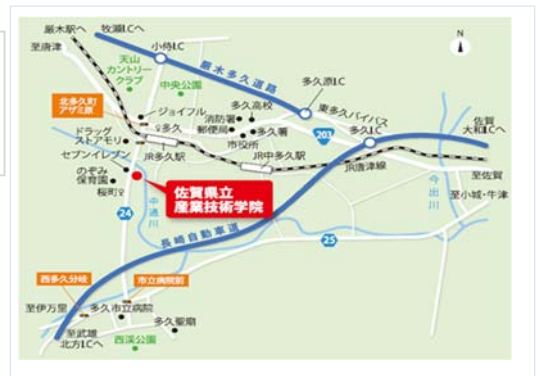 厳木駅へ
牧瀬I.Cへ
至唐津
小侍I.C
N
天山
カントリー
クラブ
中央公園
厳木多久道路
多久原I.C
北多久町
アザミ原
ジョイフル
多久高校
消防署
東多久バイパス
多久I.C
佐賀
大和I.Cへ
ドラッグ
ストアモリ
♀多久
郵便局
多久署
203
市役所
セブンイレブン
JR多久駅
JR中多久駅
JR唐津線
至佐賀
のぞみ
保育園
桜町♀
佐賀県立
産業技術学院
至小城・牛津
今出川
24
中通川
長崎自動車道
25
西多久分岐
市立病院前
至伊万里
多久市立病院
至武雄
北方I.Cへ
多久聖廟
西渓公園